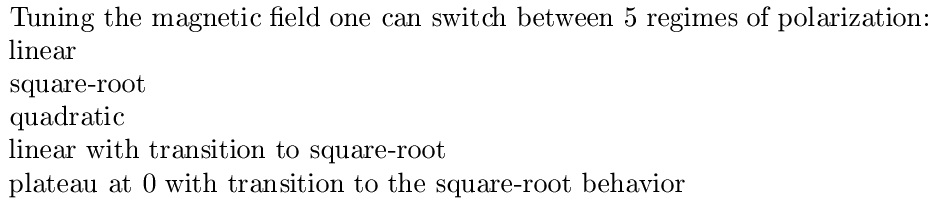 Tuning the magnetic field one can switch between 5 regimes of polarization:
linear
square-root
quadratic
linear with transition to square-root
plateau at 0 with transition to the square-root behavior